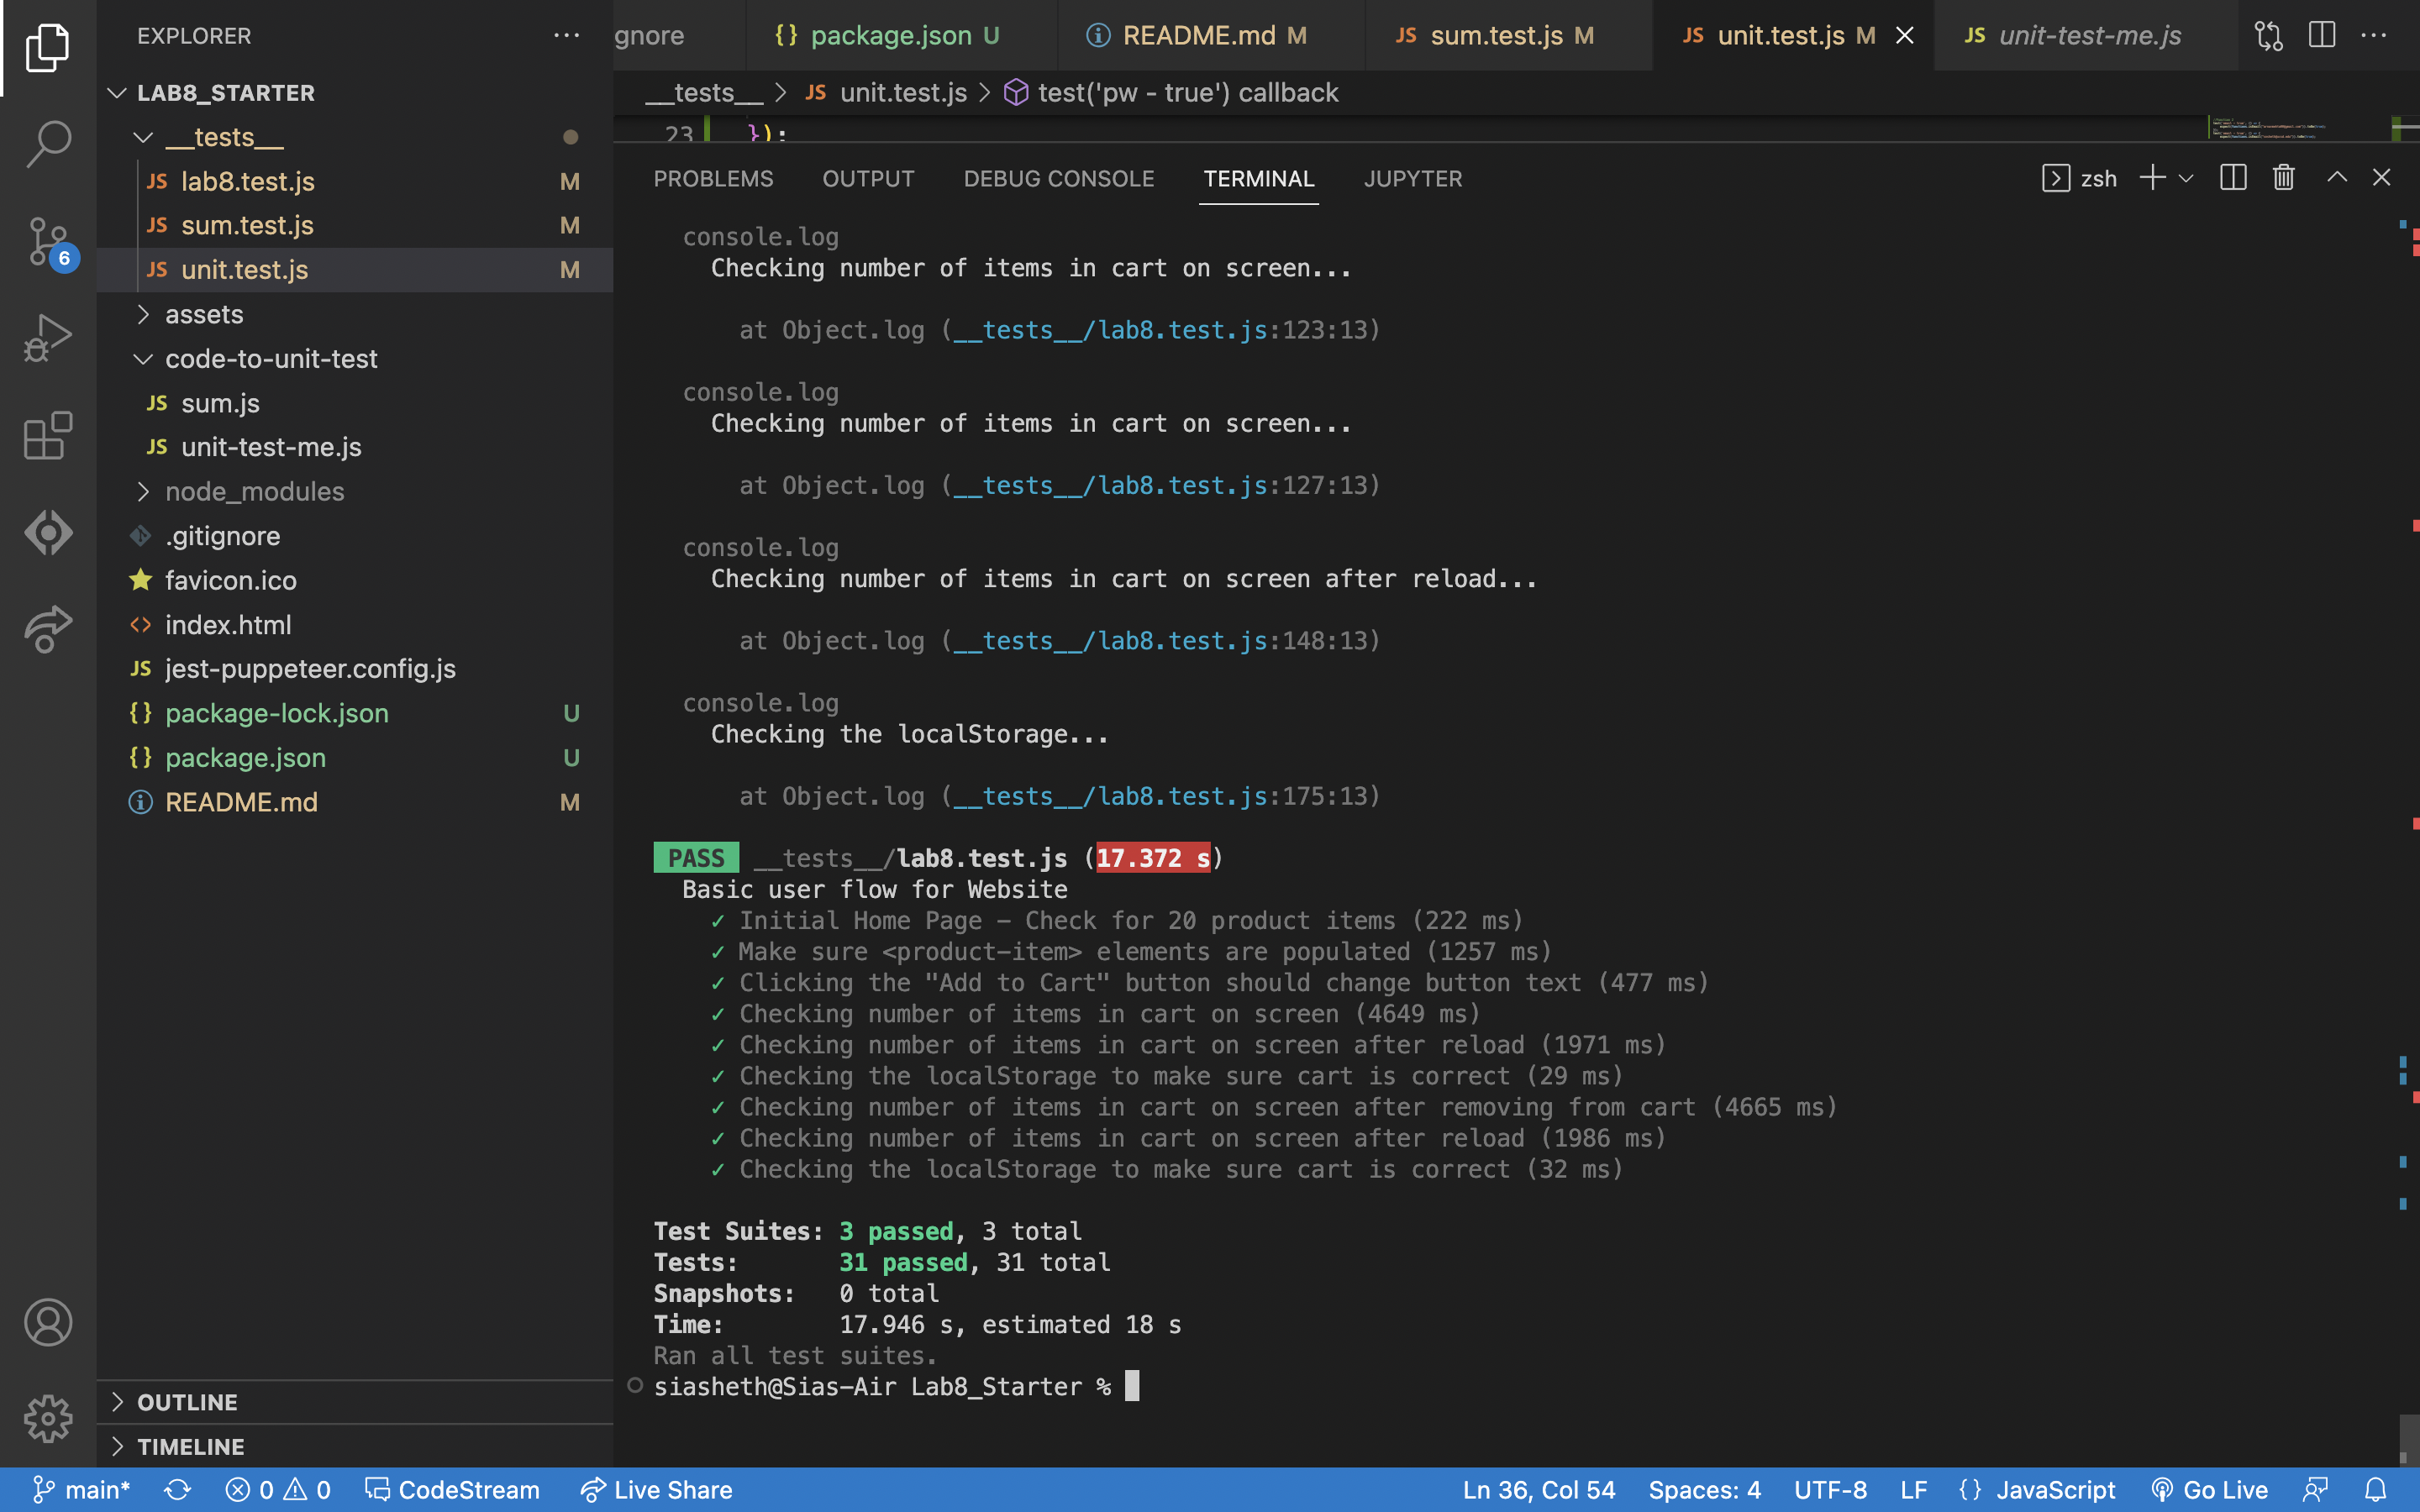 EXPLORER
LAB8_STARTER
__tests__
JS lab8.test.js M
JS sum.test.js M
JS unit.test.js M
assets
code-to-unit-test
JS sum.js
JS unit-test-me.js
node_modules
.gitignore
favicon.ico
<> index.html
JS jest-puppeteer.config.js
{} package-lock.json U
{} package.json U
README.md M
OUTLINE
TIMELINE
6
gnore
{} package.json U
README.md M
JS sum.test.js M
JS unit.test.js M
JS unit-test-me.js
__tests__ > JS unit.test.js > test('pw - true') callback
23 });
PROBLEMS OUTPUT DEBUG CONSOLE TERMINAL JUPYTER
zsh
console.log
Checking number of items in cart on screen...
at Object.log (__tests__/lab8.test.js:123:13)
console.log
Checking number of items in cart on screen...
at Object.log (__tests__/lab8.test.js:127:13)
console.log
Checking number of items in cart on screen after reload...
at Object.log (__tests__/lab8.test.js:148:13)
console.log
Checking the localStorage...
at Object.log (__tests__/lab8.test.js:175:13)
PASS __tests__/lab8.test.js (17.372 s)
Basic user flow for Website
✓ Initial Home Page - Check for 20 product items (222 ms)
✓ Make sure <product-item> elements are populated (1257 ms)
✓ Clicking the "Add to Cart" button should change button text (477 ms)
✓ Checking number of items in cart on screen (4649 ms)
✓ Checking number of items in cart on screen after reload (1971 ms)
✓ Checking the localStorage to make sure cart is correct (29 ms)
✓ Checking number of items in cart on screen after removing from cart (4665 ms)
✓ Checking number of items in cart on screen after reload (1986 ms)
✓ Checking the localStorage to make sure cart is correct (32 ms)
Test Suites: 3 passed, 3 total
Tests: 31 passed, 31 total
Snapshots: 0 total
Time: 17.946 s, estimated 18 s
Ran all test suites.
siasheth@Sias-Air Lab8_Starter %
main* 0 0 CodeStream Live Share Ln 36, Col 54 Spaces: 4 UTF-8 LF {} JavaScript Go Live